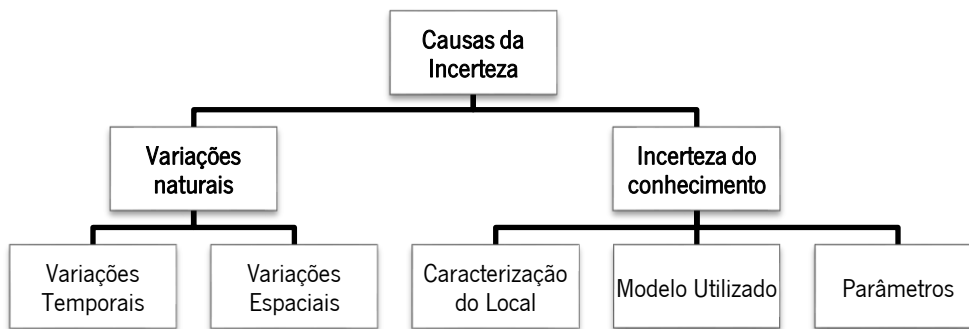 Causas da
Incerteza
Variações
naturais
Incerteza do
conhecimento
Variações
Temporais
Variações
Espaciais
Caracterização
do Local
Modelo Utilizado
Parâmetros